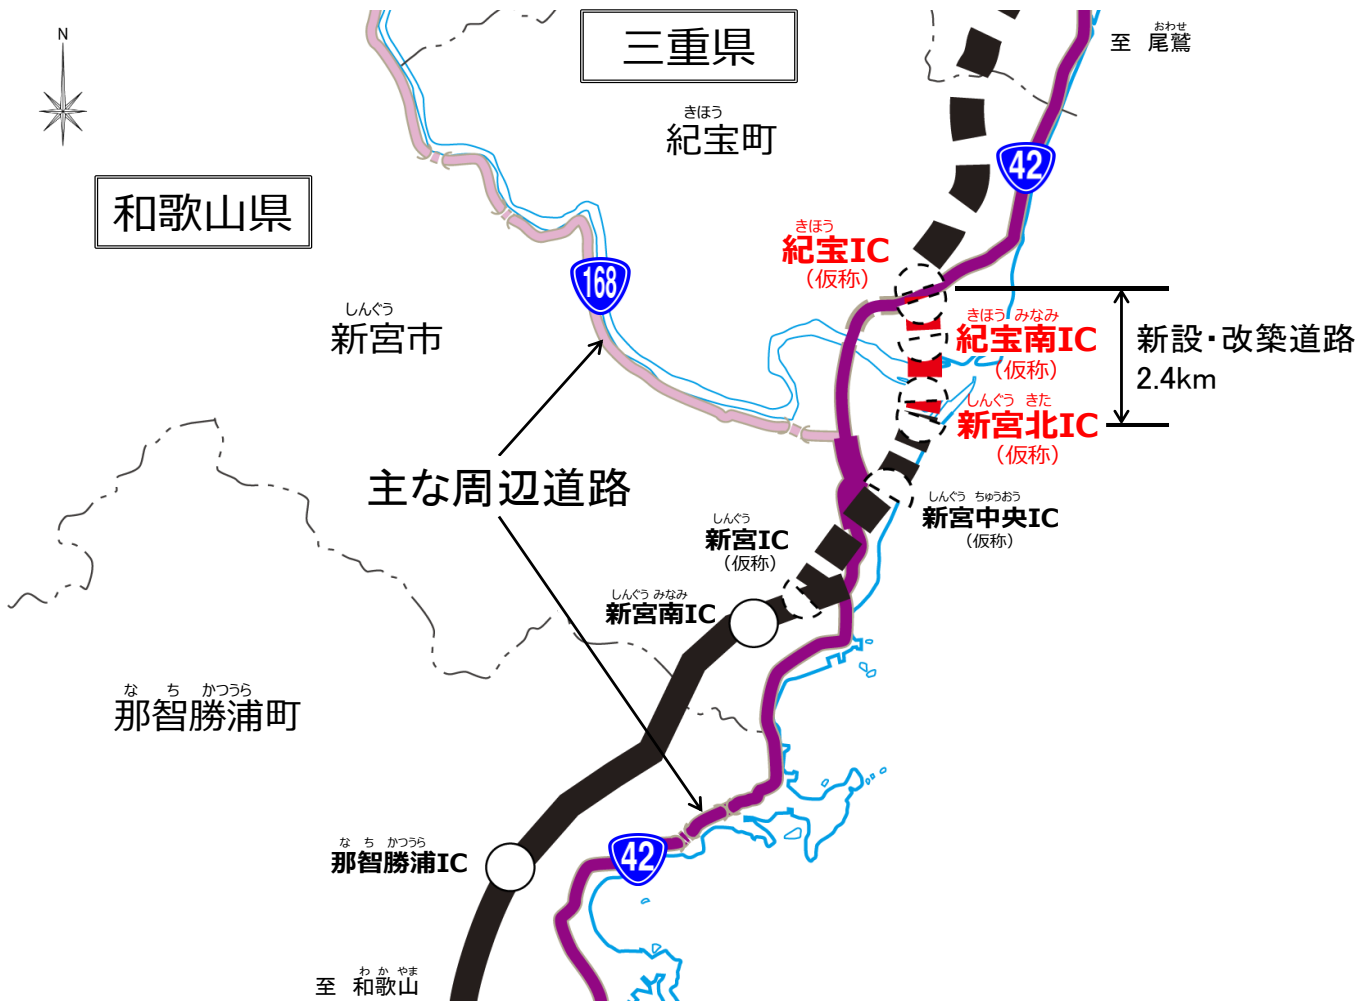 N
三重県
至 尾鷲
おわせ
きほう
紀宝町
42
和歌山県
きほう
紀宝IC
（仮称）
168
しんぐう
新宮市
きほう みなみ
紀宝南IC
（仮称）
新設・改築道路
2.4km
しんぐう きた
新宮北IC
（仮称）
主な周辺道路
しんぐう ちゅうおう
新宮中央IC
（仮称）
しんぐう
新宮IC
（仮称）
しんぐう みなみ
新宮南IC
な ち かつうら
那智勝浦町
な ち かつうら
那智勝浦IC
42
わ か やま
至 和歌山